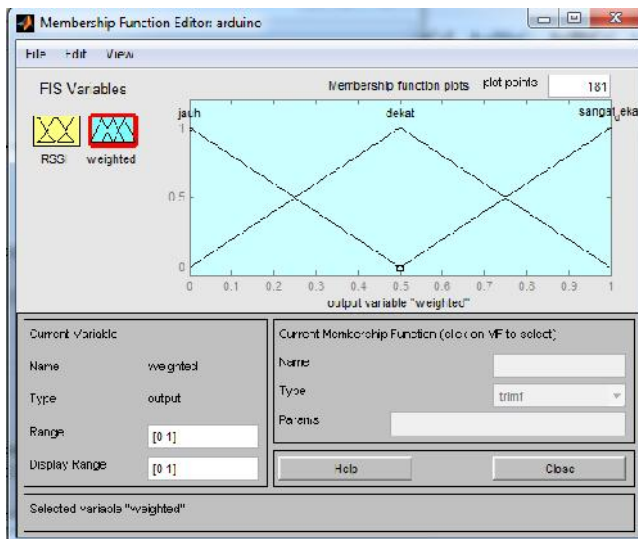 Membership Function Editor: arduino
File Edit View
FIS Variables
Membership function plots plot points 181
RSSI weighted
jauh dekat sangat_dekat
1
0.5
0
0 0.1 0.2 0.3 0.4 0.5 0.6 0.7 0.8 0.9 1
output variable "weighted"
Current Variable
Name weighted
Type output
Range [0 1]
Display Range [0 1]
Current Membership Function (click on MF to select)
Name
Type trimf
Params
Help Close
Selected variable "weighted"